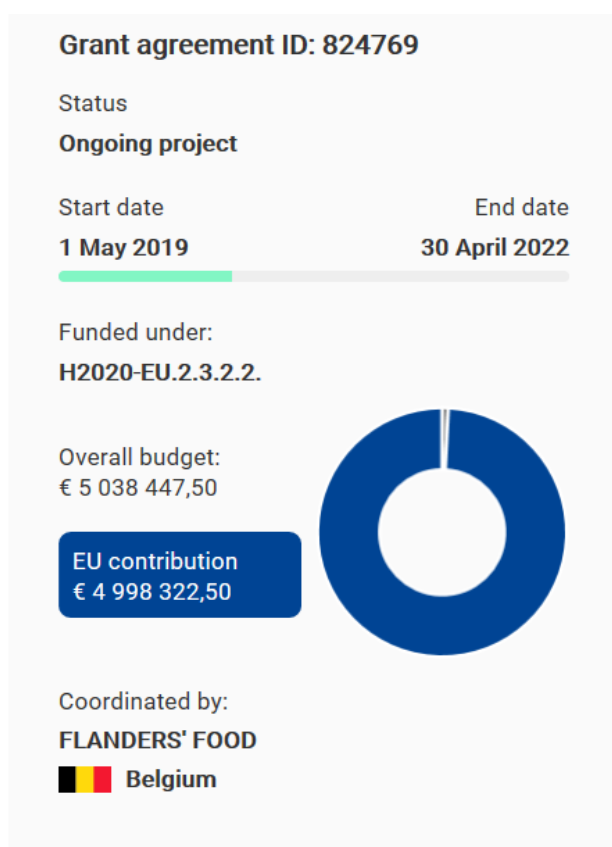 Grant agreement ID: 824769
Status
Ongoing project
Start date End date
1 May 2019 30 April 2022
Funded under:
H2020-EU.2.3.2.2.
Overall budget:
€ 5 038 447,50
EU contribution
€ 4 998 322,50
Coordinated by:
FLANDERS' FOOD
Belgium